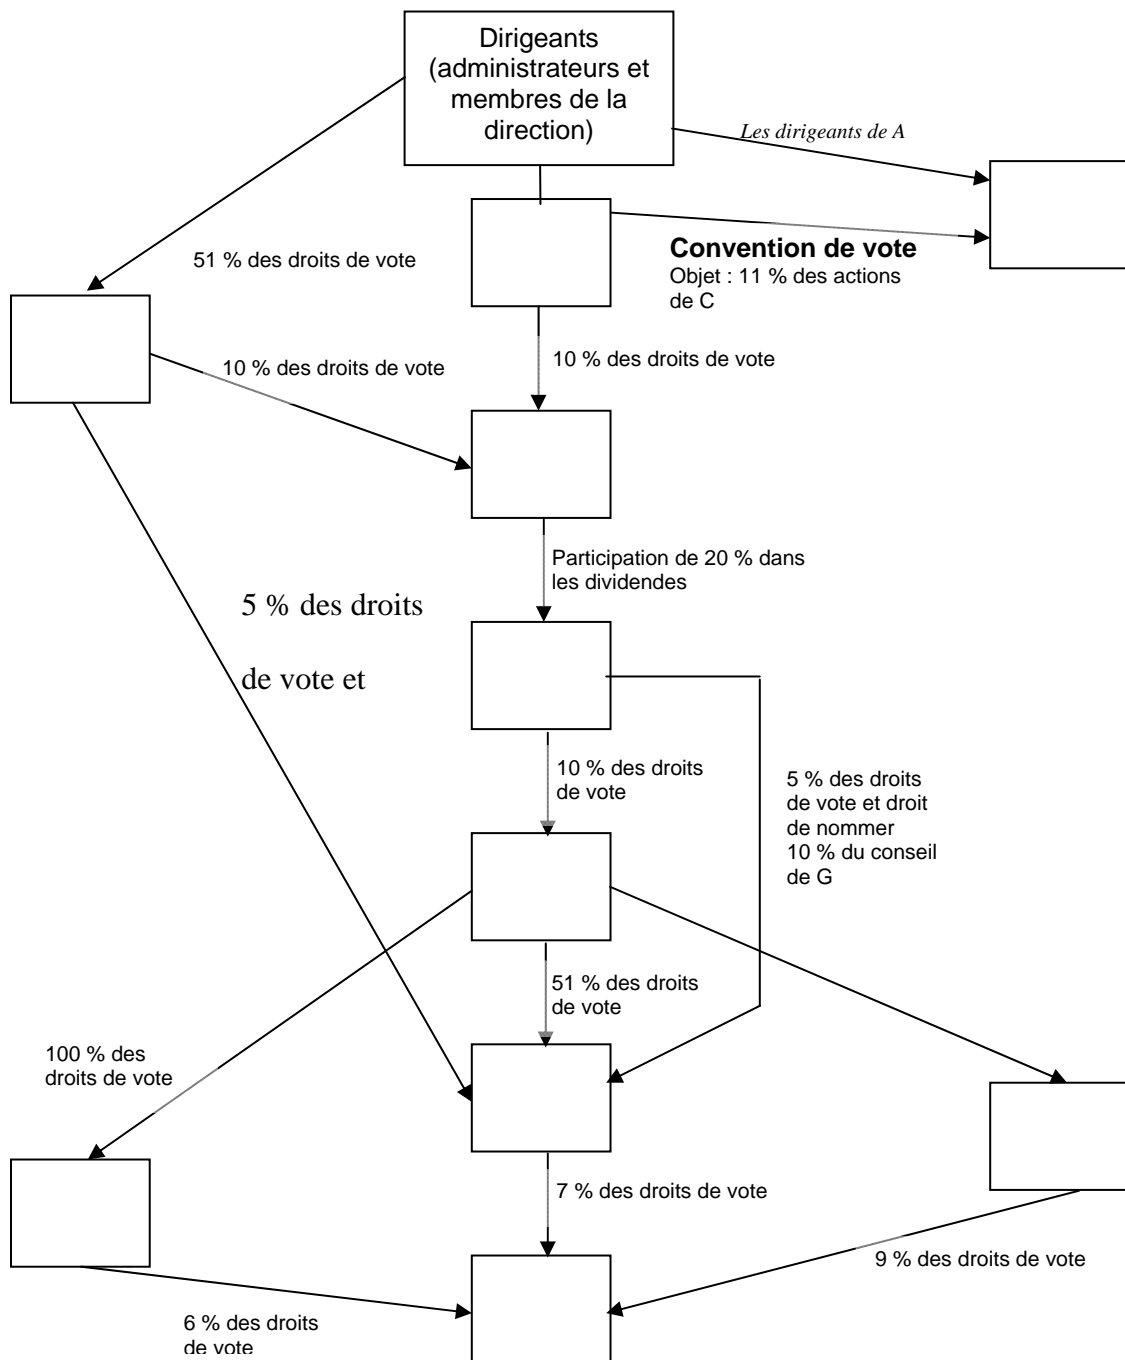 Dirigeants
(administrateurs et
membres de la
direction)
Les dirigeants de A
Convention de vote
Objet : 11 % des actions
de C
51 % des droits de vote
10 % des droits de vote
10 % des droits de vote
Participation de 20 % dans
les dividendes
5 % des droits
de vote et
10 % des droits
de vote
5 % des droits
de vote et droit
de nommer
10 % du conseil
de G
51 % des droits
de vote
100 % des
droits de vote
7 % des droits de vote
9 % des droits de vote
6 % des droits
de vote